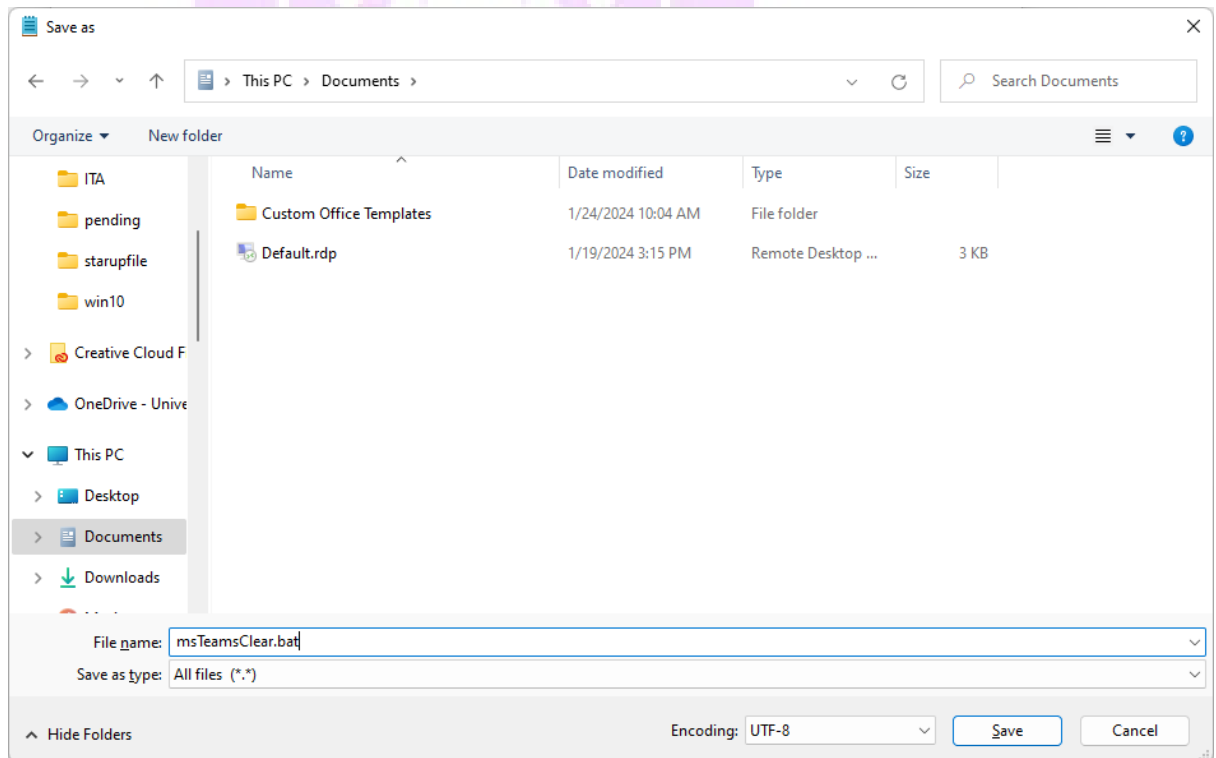 Save as
This PC > Documents >
Search Documents
Organize
New folder
Name
Date modified
Type
Size
ITA
pending
starupfile
win10
Creative Cloud F
OneDrive - Unive
This PC
Desktop
Documents
Downloads
Custom Office Templates 1/24/2024 10:04 AM File folder
Default.rdp 1/19/2024 3:15 PM Remote Desktop ... 3 KB
File name: msTeamsClear.bat
Save as type: All files (*.*)
Hide Folders
Encoding: UTF-8
Save
Cancel